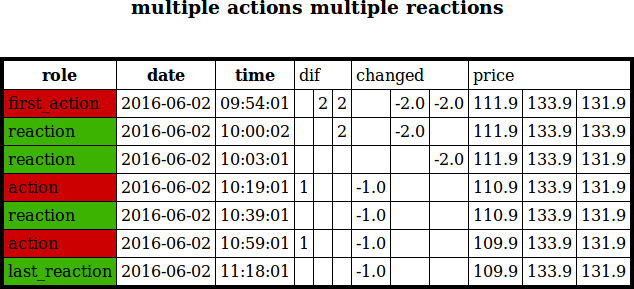 multiple actions multiple reactions
role date time dif changed price
first_action 2016-06-02 09:54:01 2 2 -2.0 -2.0 111.9 133.9 131.9
reaction 2016-06-02 10:00:02 2 -2.0 111.9 133.9 133.9
reaction 2016-06-02 10:03:01 -2.0 111.9 133.9 131.9
action 2016-06-02 10:19:01 1 -1.0 110.9 133.9 131.9
reaction 2016-06-02 10:39:01 -1.0 110.9 133.9 131.9
action 2016-06-02 10:59:01 1 -1.0 109.9 133.9 131.9
last_reaction 2016-06-02 11:18:01 -1.0 109.9 133.9 131.9